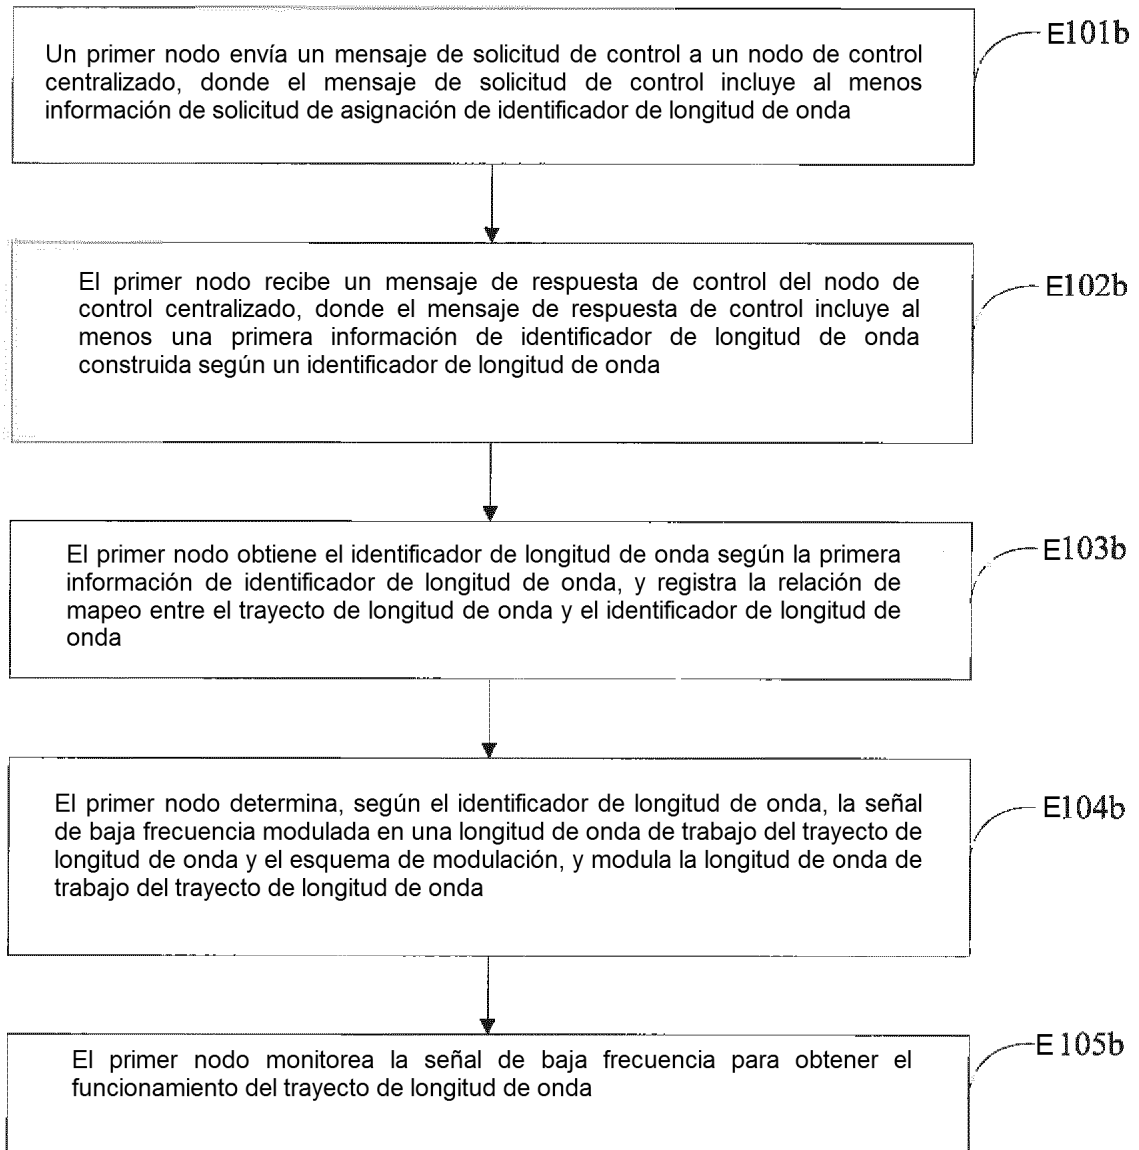 Un primer nodo envía un mensaje de solicitud de control a un nodo de control
centralizado, donde el mensaje de solicitud de control incluye al menos
información de solicitud de asignación de identificador de longitud de onda
E101b
El primer nodo recibe un mensaje de respuesta de control del nodo de
control centralizado, donde el mensaje de respuesta de control incluye al
menos una primera información de identificador de longitud de onda
construida según un identificador de longitud de onda
E102b
El primer nodo obtiene el identificador de longitud de onda según la primera
información de identificador de longitud de onda, y registra la relación de
mapeo entre el trayecto de longitud de onda y el identificador de longitud de
onda
E103b
El primer nodo determina, según el identificador de longitud de onda, la señal
de baja frecuencia modulada en una longitud de onda de trabajo del trayecto de
longitud de onda y el esquema de modulación, y modula la longitud de onda de
trabajo del trayecto de longitud de onda
E104b
El primer nodo monitorea la señal de baja frecuencia para obtener el
funcionamiento del trayecto de longitud de onda
E105b